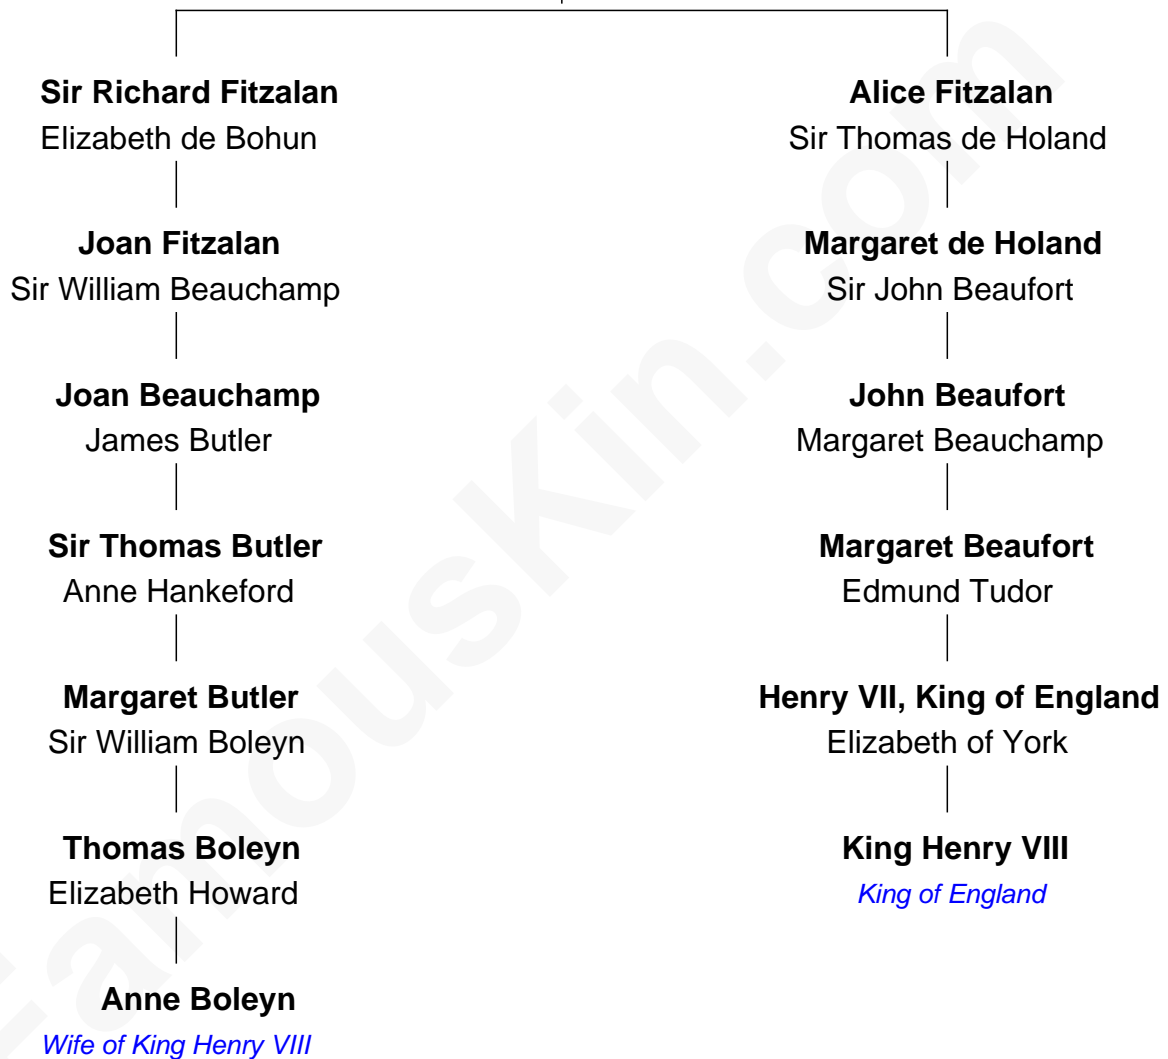 Sir Richard Fitzalan
Elizabeth de Bohun
Joan Fitzalan
Sir William Beauchamp
Joan Beauchamp
James Butler
Sir Thomas Butler
Anne Hankeford
Margaret Butler
Sir William Boleyn
Thomas Boleyn
Elizabeth Howard
Anne Boleyn
Wife of King Henry VIII
Alice Fitzalan
Sir Thomas de Holand
Margaret de Holand
Sir John Beaufort
John Beaufort
Margaret Beauchamp
Margaret Beaufort
Edmund Tudor
Henry VII, King of England
Elizabeth of York
King Henry VIII
King of England
FamousKin.com